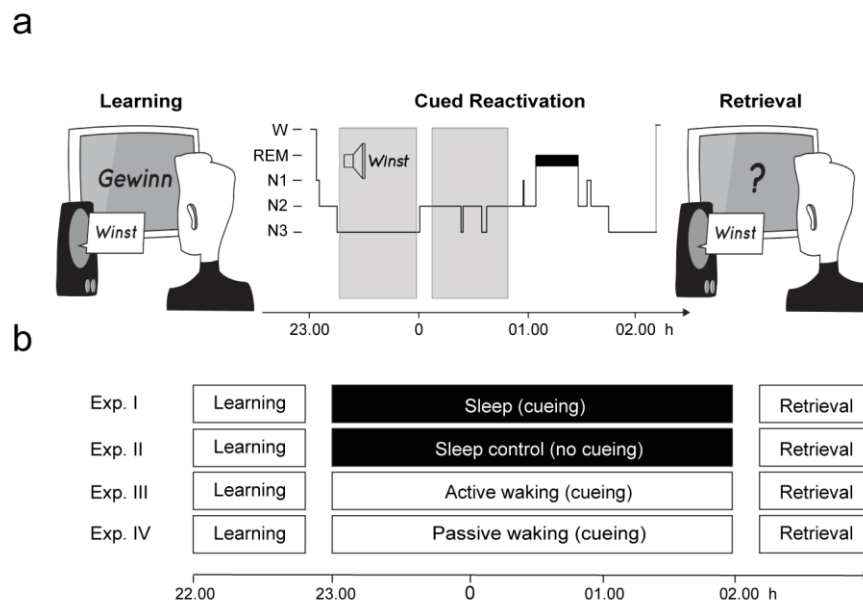 a
Learning
Cued Reactivation
Retrieval
Gewinn
Winst
W
REM
N1
N2
N3
Winst
23.00 0 01.00 02.00 h
?
Winst
b
Exp. I Learning Sleep (cueing) Retrieval
Exp. II Learning Sleep control (no cueing) Retrieval
Exp. III Learning Active waking (cueing) Retrieval
Exp. IV Learning Passive waking (cueing) Retrieval
22.00 23.00 0 01.00 02.00 h